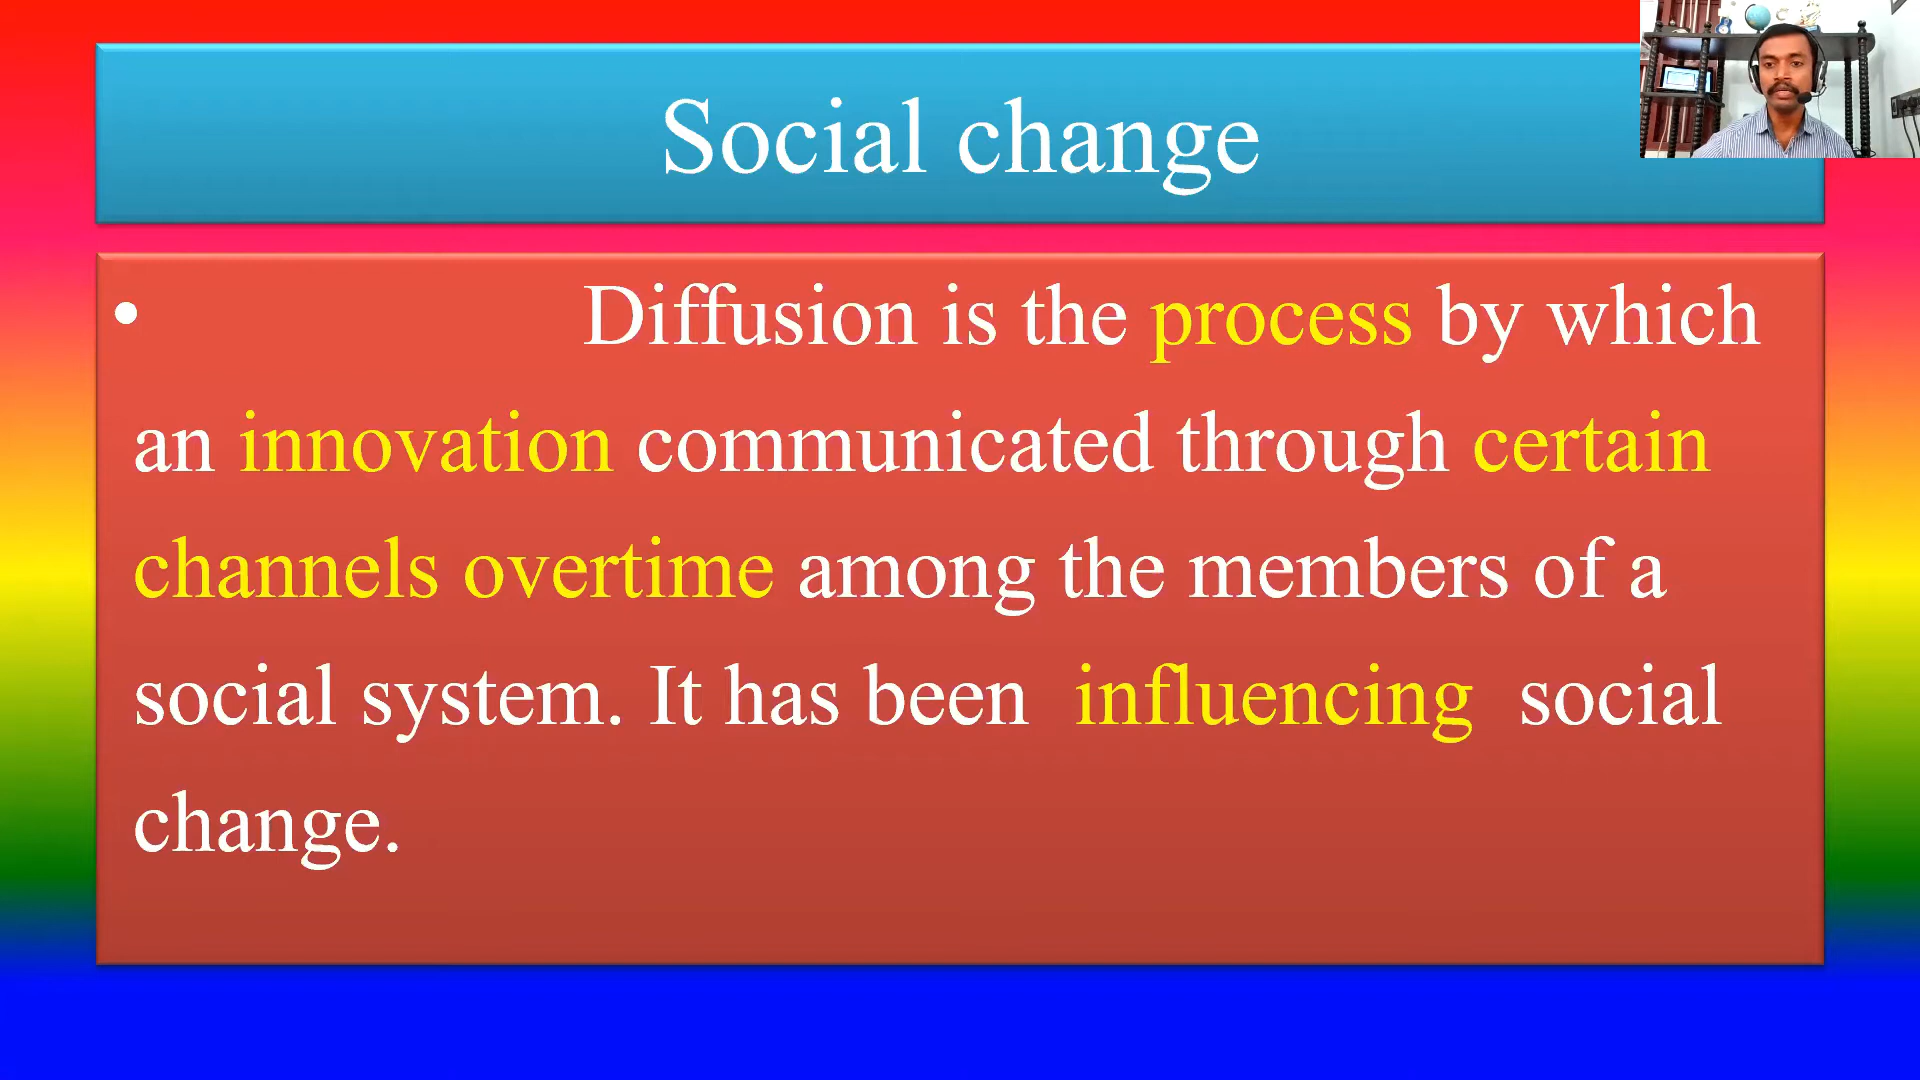 Social change
• Diffusion is the process by which
an innovation communicated through certain
channels overtime among the members of a
social system. It has been influencing social
change.